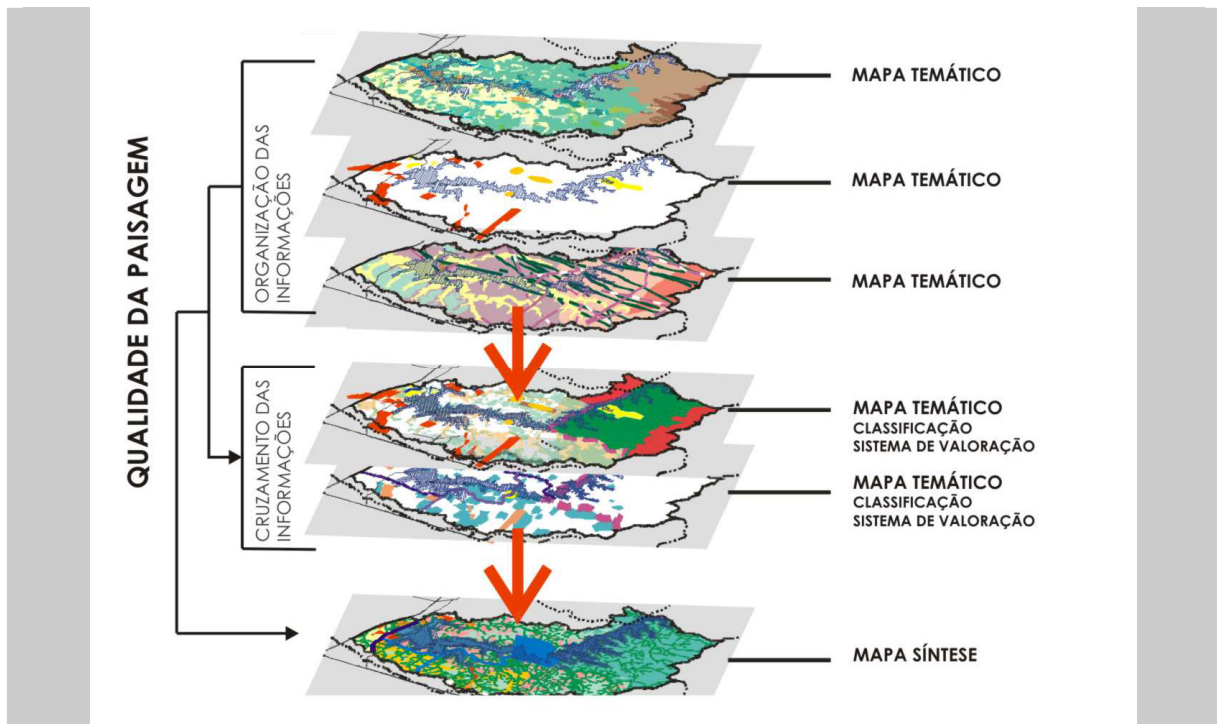 QUALIDADE DA PAISAGEM
ORGANIZAÇÃO DAS
INFORMAÇÕES
MAPA TEMÁTICO
MAPA TEMÁTICO
MAPA TEMÁTICO
CRUZAMENTO DAS
INFORMAÇÕES
MAPA TEMÁTICO
CLASSIFICAÇÃO
SISTEMA DE VALORAÇÃO
MAPA TEMÁTICO
CLASSIFICAÇÃO
SISTEMA DE VALORAÇÃO
MAPA SÍNTESE